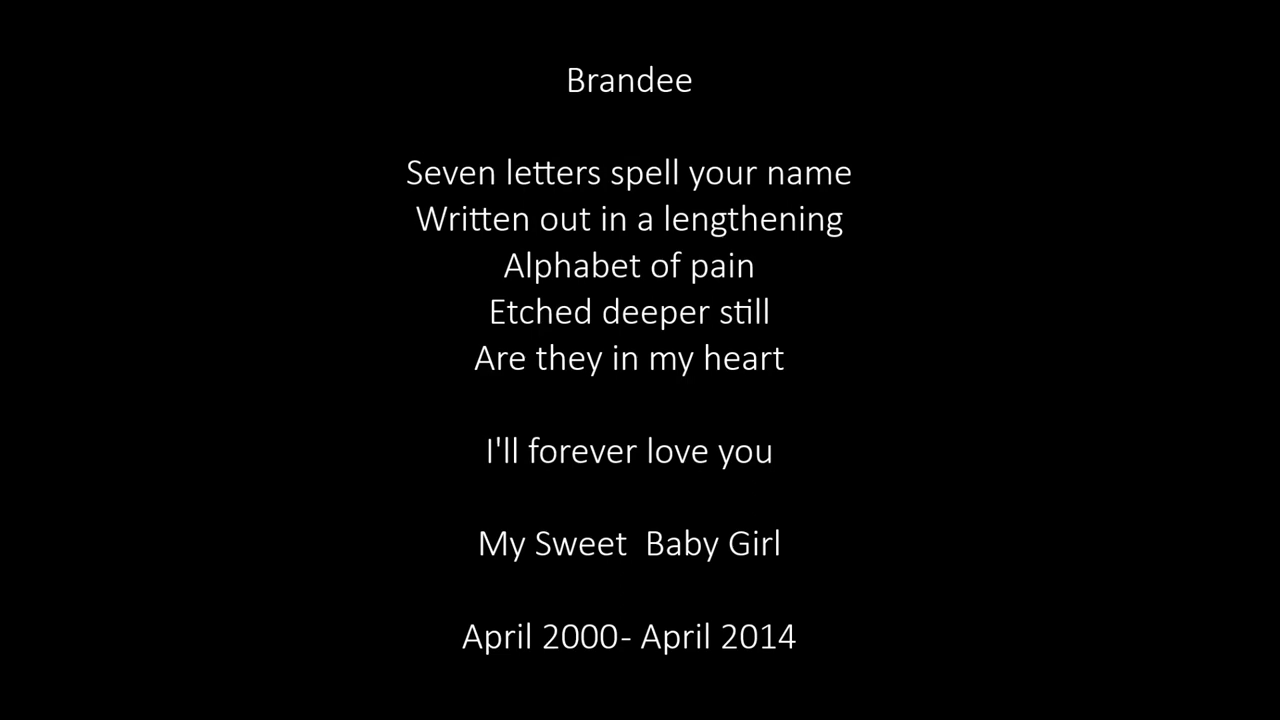 Brandee
Seven letters spell your name
Written out in a lengthening
Alphabet of pain
Etched deeper still
Are they in my heart
I'll forever love you
My Sweet  Baby Girl
April 2000- April 2014